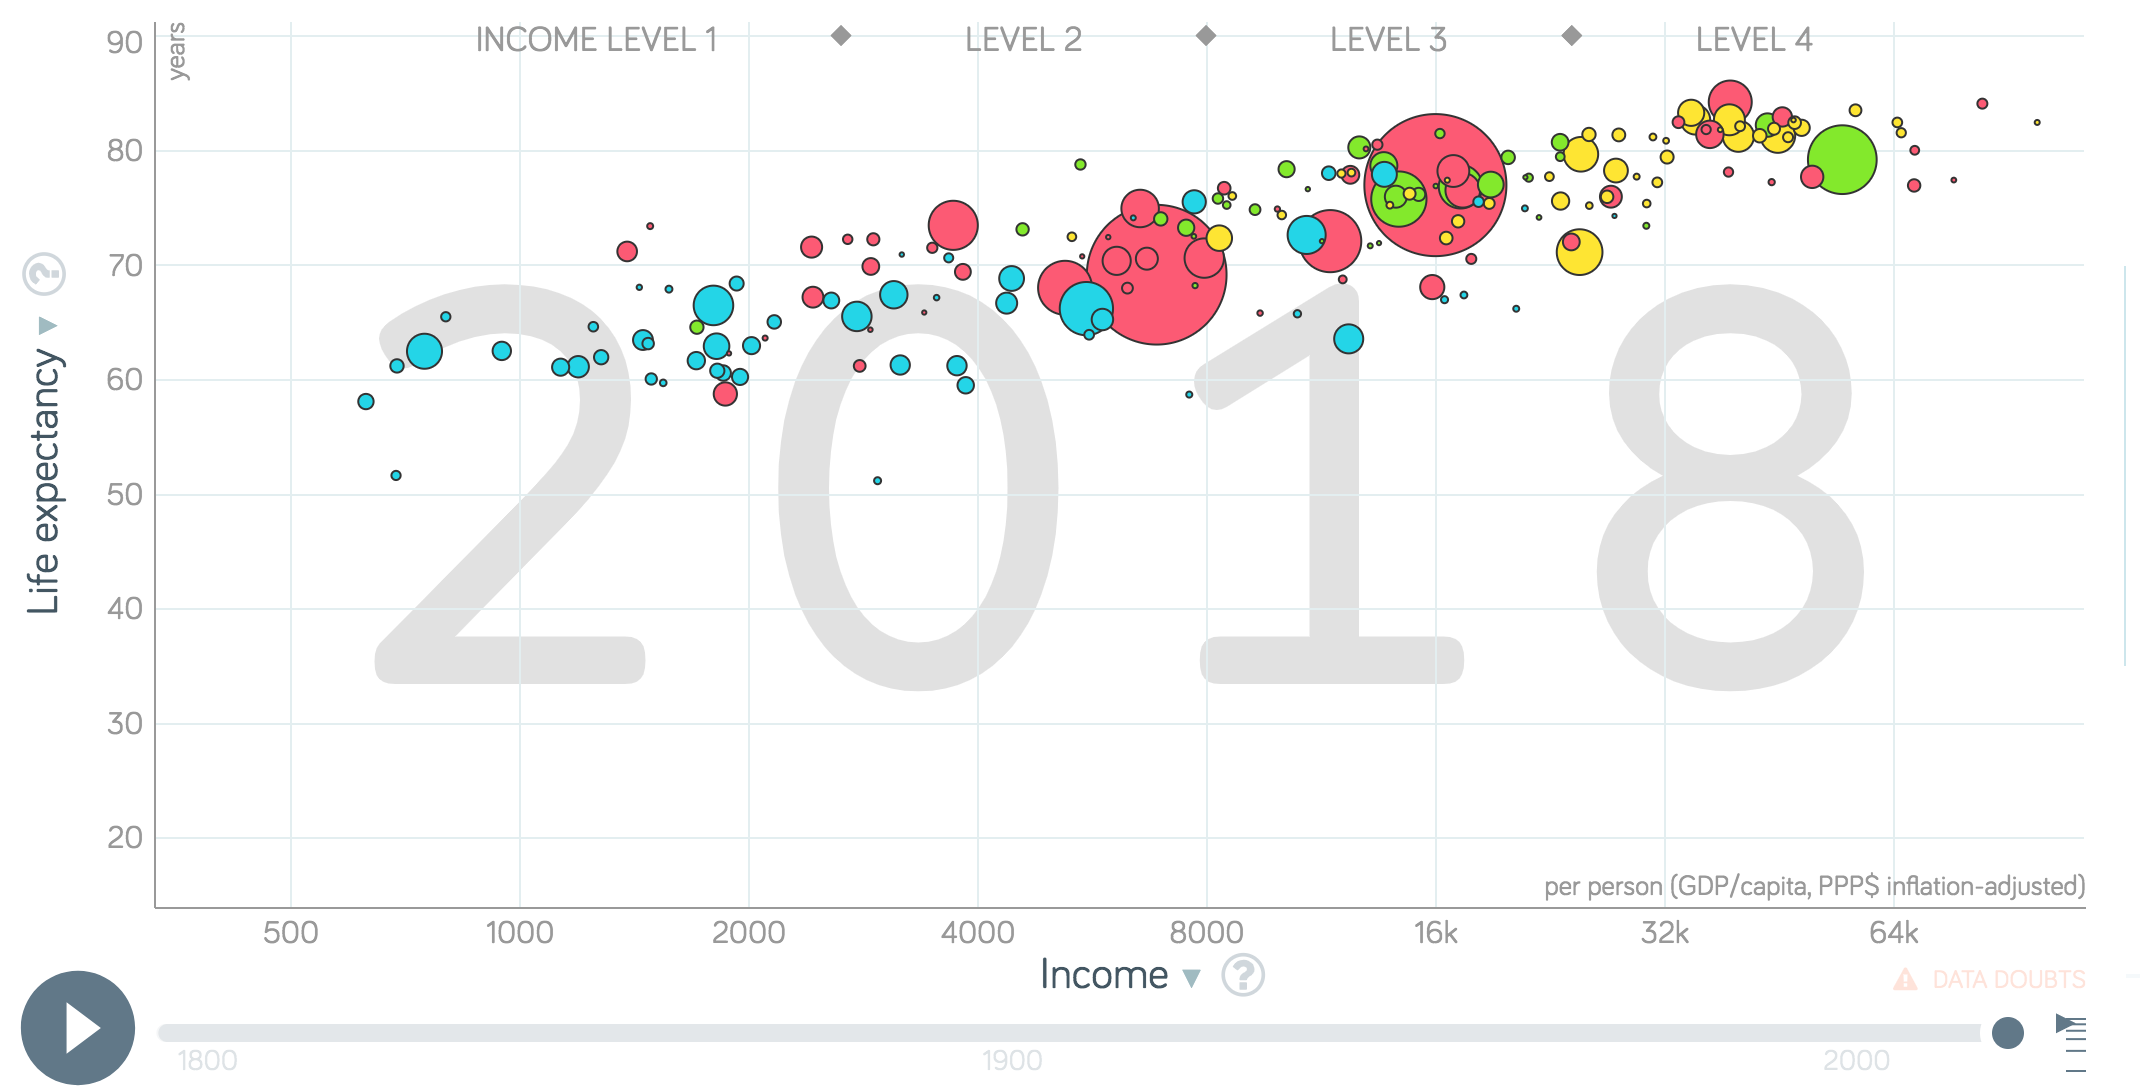 90
years
INCOME LEVEL 1
LEVEL 2
LEVEL 3
LEVEL 4
80
70
60
50
40
30
20
Life expectancy ▼ ?
2018
per person (GDP/capita, PPP$ inflation-adjusted)
500 1000 2000 4000 8000 16k 32k 64k
Income ▼ ?
DATA DOUBTS
1800 1900 2000